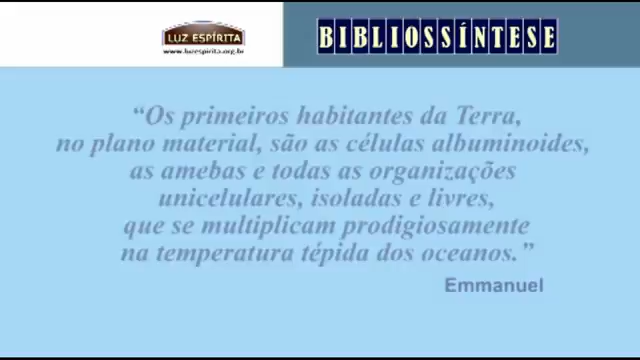 LUZ ESPÍRITA
www.luzespirita.org.br
BIBLIOSSÍNTESE
“Os primeiros habitantes da Terra,
no plano material, são as células albuminoides,
as amebas e todas as organizações
unicelulares, isoladas e livres,
que se multiplicam prodigiosamente
na temperatura tépida dos oceanos.”
Emmanuel